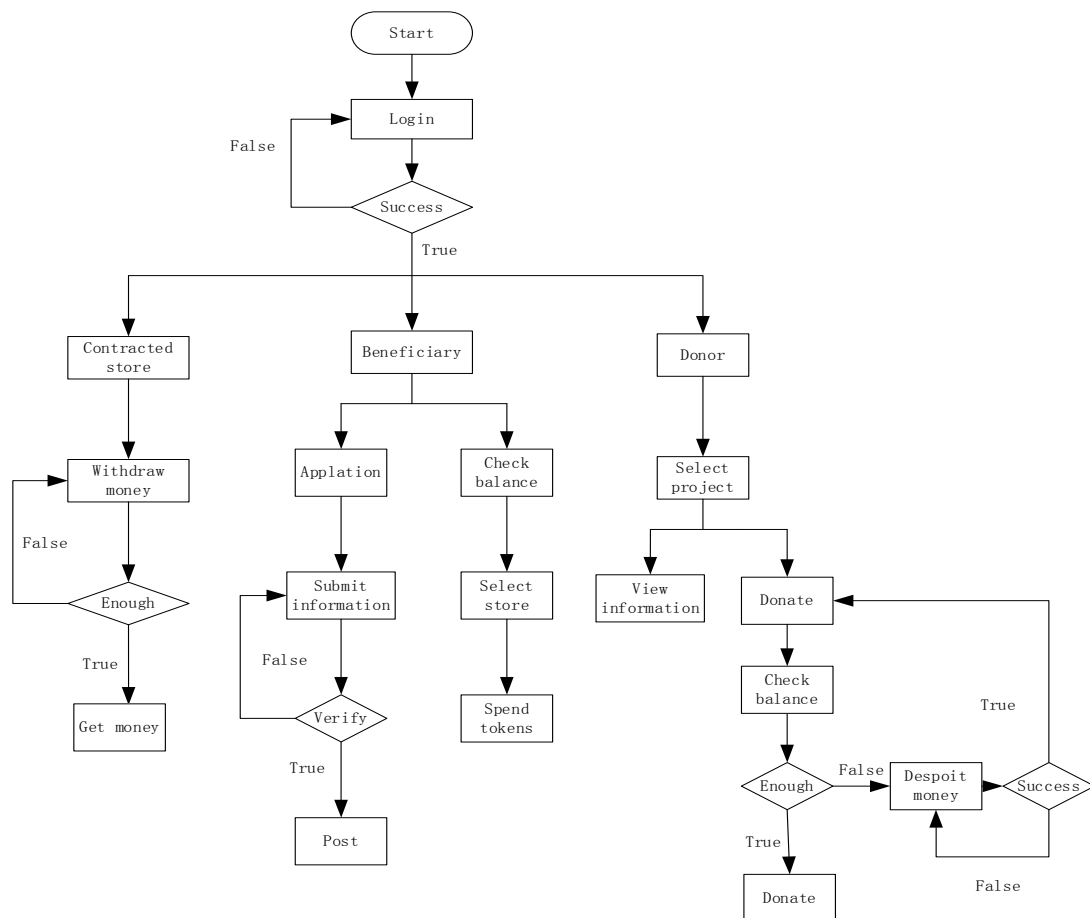 Start
Login
False
Success
True
Contracted
store
Beneficiary
Donor
Withdraw
money
Applation
Check
balance
Select
project
False
Enough
Submit
information
Select
store
View
information
Donate
True
False
Check
balance
True
Get money
Verify
Spend
tokens
True
Enough
False
Despoit
money
Success
Post
True
False
Donate